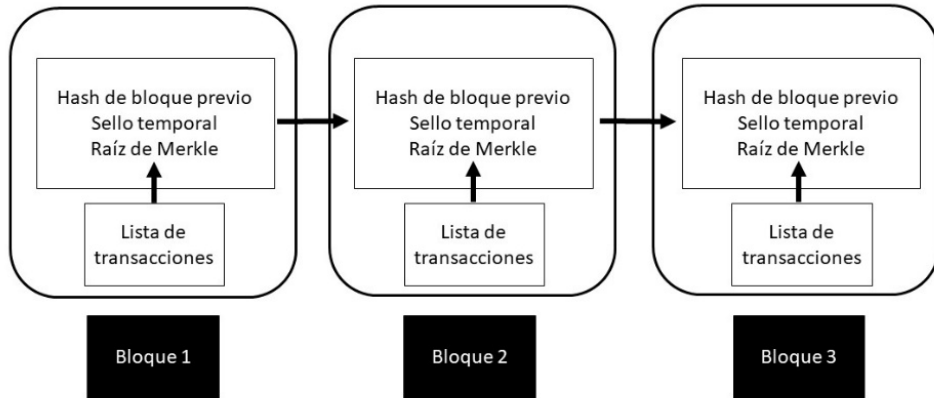 Hash de bloque previo
Sello temporal
Raíz de Merkle
Lista de
transacciones
Bloque 1
Hash de bloque previo
Sello temporal
Raíz de Merkle
Lista de
transacciones
Bloque 2
Hash de bloque previo
Sello temporal
Raíz de Merkle
Lista de
transacciones
Bloque 3